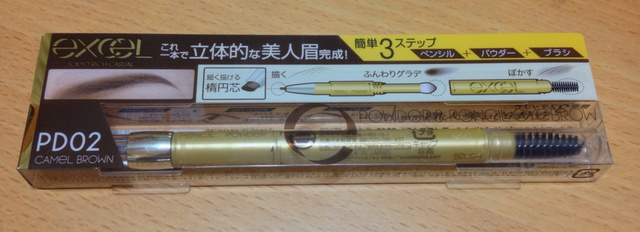 excel
TOKYO RICH CASUAL
これ
一本で立体的な美人眉完成!
簡単3ステップ
ペンシル + パウダー + ブラシ
細く描ける
楕円芯
描く
ふんわりグラデ
ぼかす
excel
POWDER & PENCIL EYEBROW
PD02
CAMEL BROWN